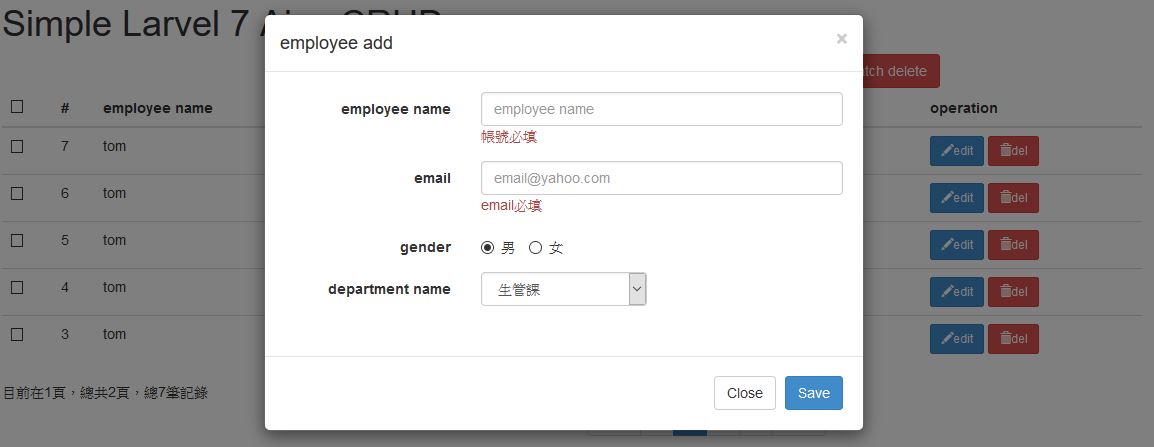 Simple Larvel 7 Ajax CRUD
employee add
×
delete
# employee name operation
employee name employee name
帳號必填
7 tom edit del
email email@yahoo.com
6 tom edit del
email必填
5 tom edit del
gender 男 女
4 tom edit del
department name 生管課
3 tom edit del
目前在1頁，總共2頁，總7筆記錄
Close Save